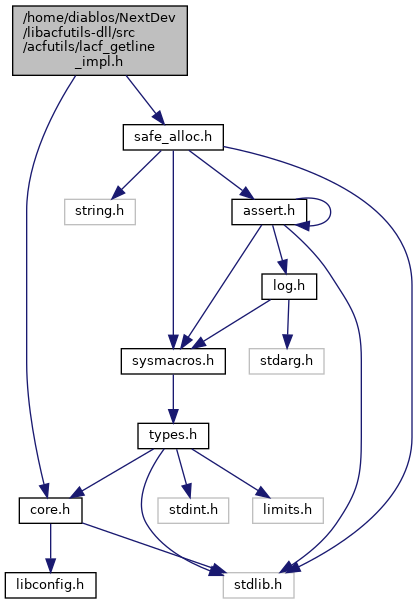 /home/diablos/NextDev
/libacfutils-dll/src
/acfutils/lacf_getline
_impl.h
safe_alloc.h
string.h
assert.h
log.h
sysmacros.h
stdarg.h
types.h
core.h
stdint.h
limits.h
libconfig.h
stdlib.h